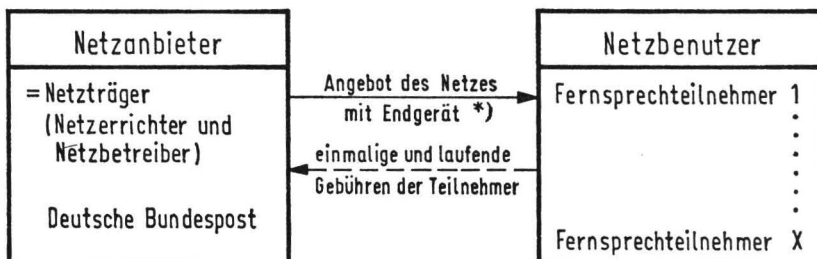 Netzanbieter
= Netzträger
(Netzerrichter und
Netzbetreiber)
Deutsche Bundespost
Angebot des Netzes
mit Endgerät *)
einmalige und laufende
Gebühren der Teilnehmer
Netzbenutzer
Fernsprechteilnehmer 1
Fernsprechteilnehmer X